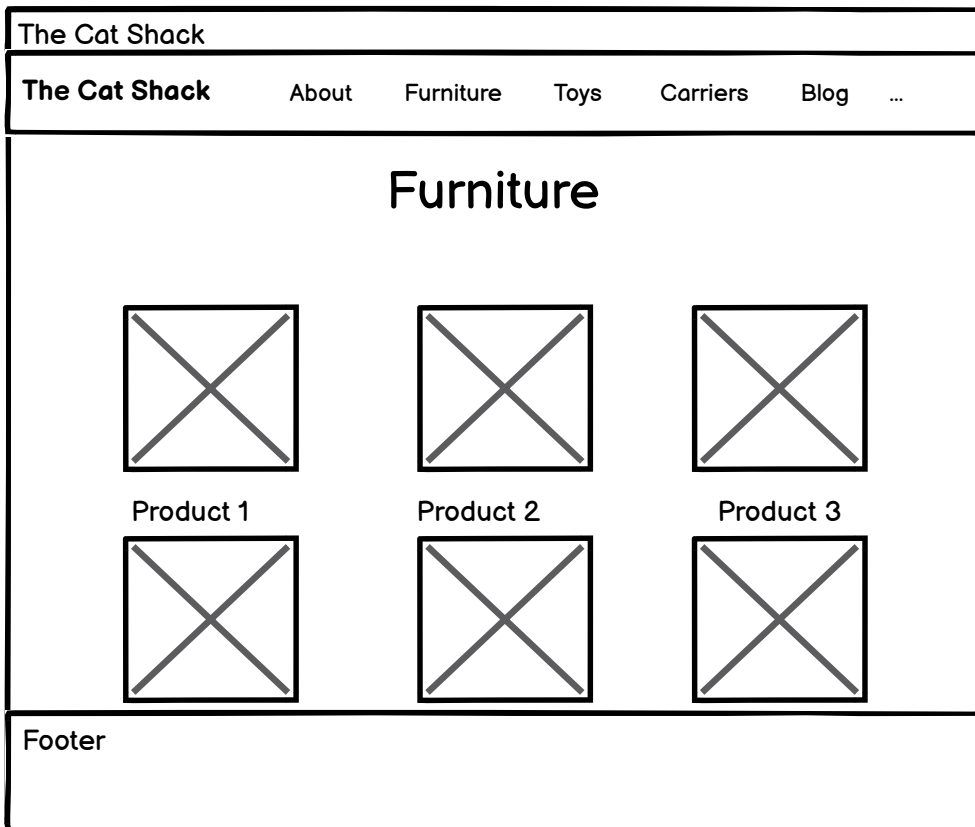 The Cat Shack
The Cat Shack About Furniture Toys Carriers Blog ...
Furniture
Product 1 Product 2 Product 3
Footer